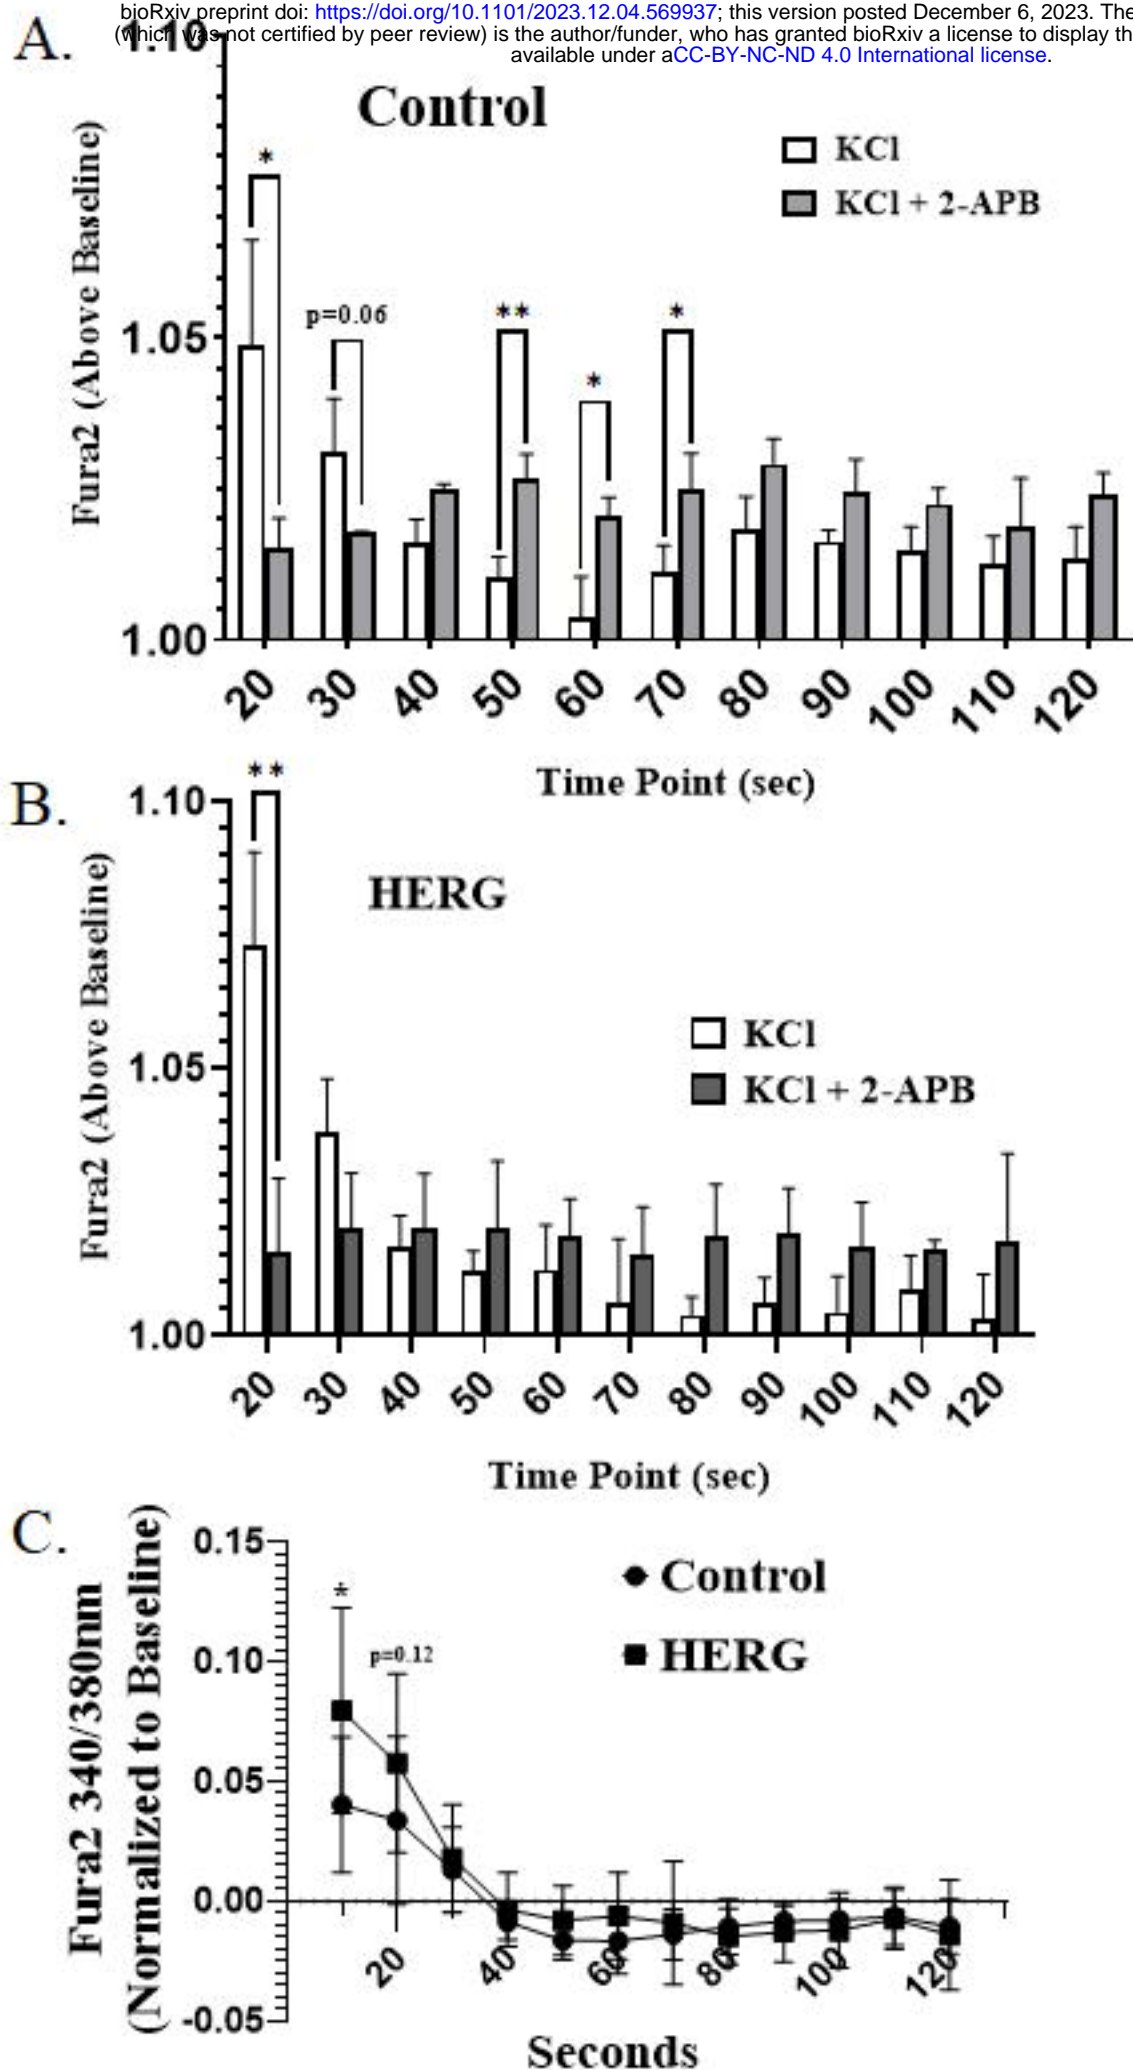 bioRxiv preprint doi: https://doi.org/10.1101/2023.12.04.569937; this version posted December 6, 2023. The
(which was not certified by peer review) is the author/funder, who has granted bioRxiv a license to display th
available under aCC-BY-NC-ND 4.0 International license.
A.
1.10
Control
KCl
KCl + 2-APB
*
p=0.06
**
*
*
Fura2 (Above Baseline)
1.05
1.00
20 30 40 50 60 70 80 90 100 110 120
Time Point (sec)
B.
**
1.10
HERG
KCl
KCl + 2-APB
Fura2 (Above Baseline)
1.05
1.00
20 30 40 50 60 70 80 90 100 110 120
Time Point (sec)
C.
Fura2 340/380nm
(Normalized to Baseline)
0.15
Control
HERG
*
p=0.12
0.10
0.05
0.00
-0.05
20 40 60 80 100 120
Seconds